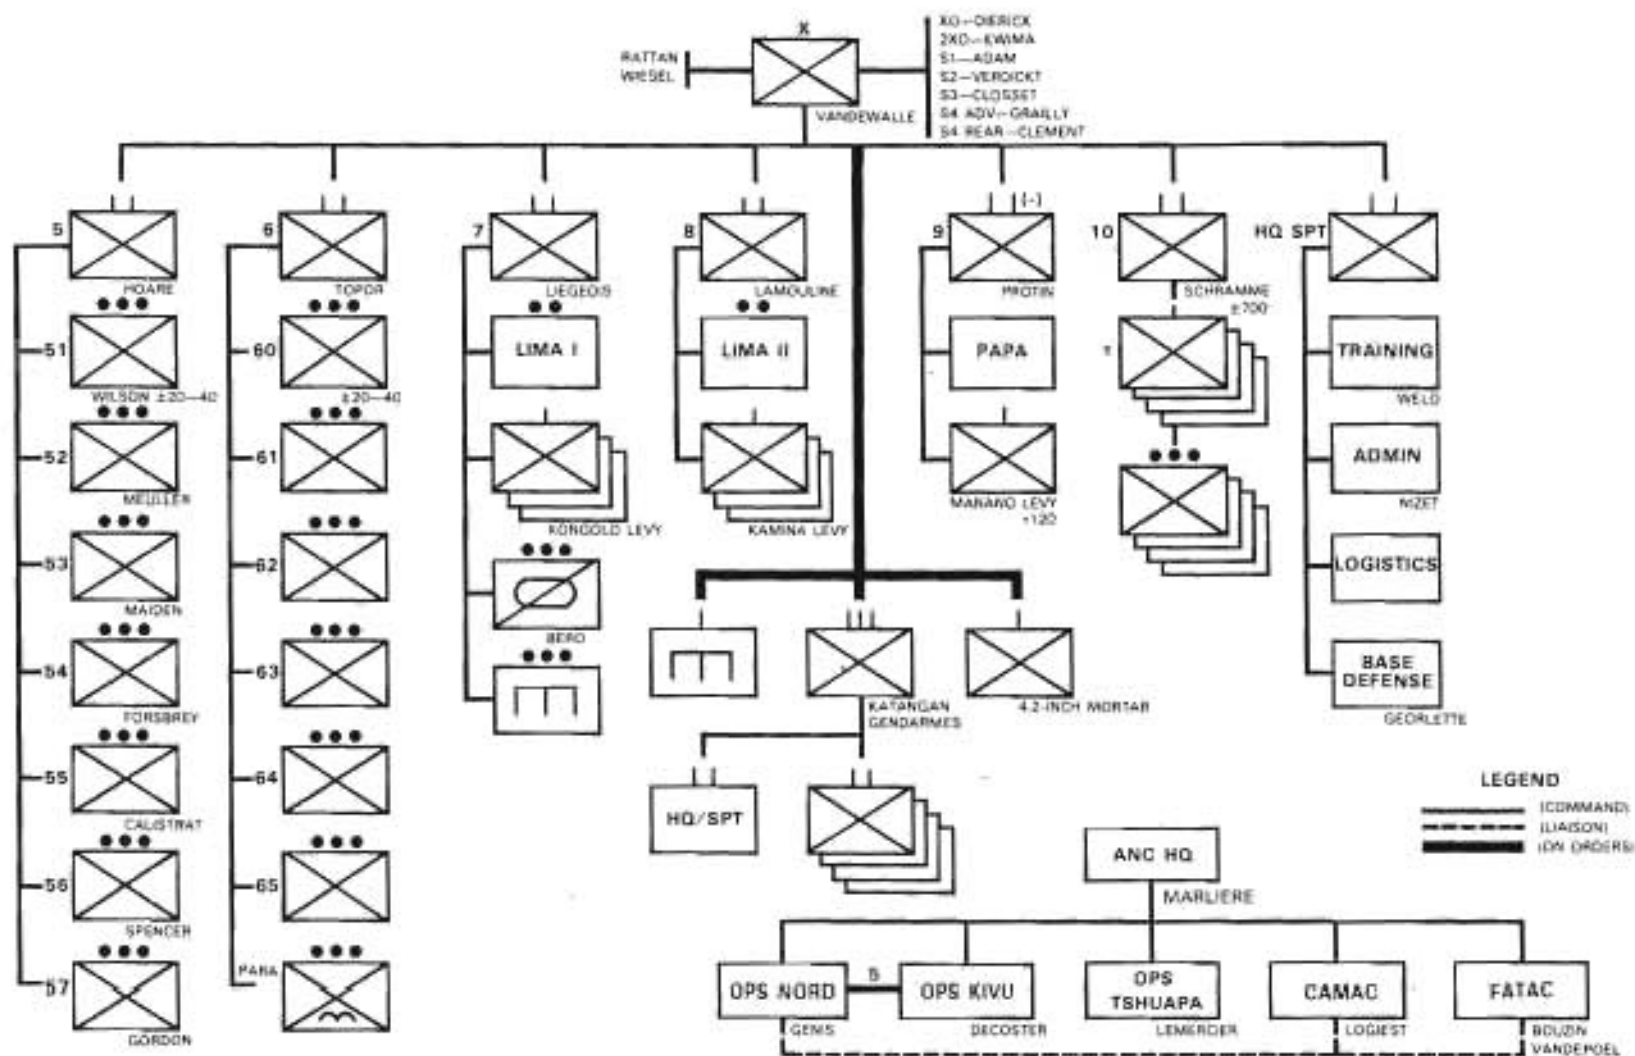 X
RATTAN
WIESEL
VANDEWALLE
XO—DIERICX
2XO—KWIMA
S1—ADAM
S2—VERDICKT
S3—CLOSSET
S4 ADV—GRAILLY
S4 REAR—CLEMENT
5
HOARE
51
WILSON ±20—40
52
MEULLER
53
MAIDEN
54
FORSBREY
55
CALISTRAT
56
SPENCER
57
GORDON
6
TOPOR
60
±20—40
61
62
63
64
65
PARA
7
LIEGEOIS
LIMA I
KONGOLO LEVY
BERO
8
LAMOULINE
LIMA II
KAMINA LEVY
9
(-)
PROTIN
PAPA
MANANO LEVY
120
10
SCHRAMME
±700
HQ SPT
TRAINING
WELO
ADMIN
NIZET
LOGISTICS
BASE
DEFENSE
GEORLETTE
KATANGAN
GENDARMES
4.2-INCH MORTAR
HQ/SPT
LEGEND
(COMMAND)
(LIAISON)
(ON ORDERS)
ANC HQ
MARLIERE
OPS NORD
GENIS
5
OPS KIVU
DECOSTER
OPS
TSHUAPA
LEMERCIER
CAMAC
LOGIEST
FATAC
BOUZIN
VANDEPOEL